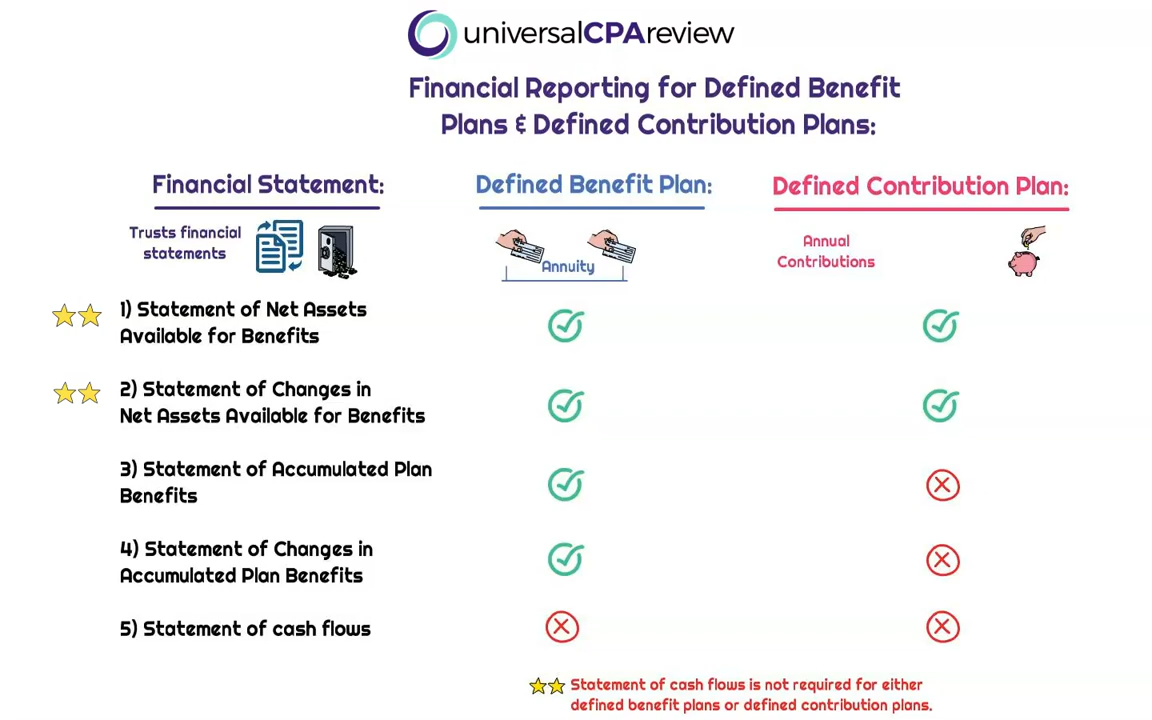 universalCPAreview
Financial Reporting for Defined Benefit
Plans & Defined Contribution Plans:
Financial Statement:
Defined Benefit Plan:
Defined Contribution Plan:
Trusts financial
statements
Annuity
Annual
Contributions
1) Statement of Net Assets
Available for Benefits
2) Statement of Changes in
Net Assets Available for Benefits
3) Statement of Accumulated Plan
Benefits
4) Statement of Changes in
Accumulated Plan Benefits
5) Statement of cash flows
Statement of cash flows is not required for either
defined benefit plans or defined contribution plans.